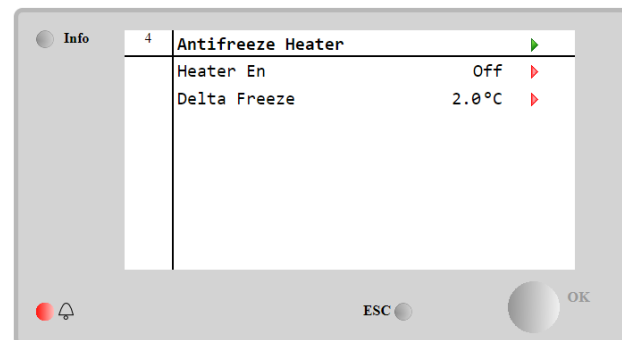 Info
4 Antifreeze Heater
Heater En Off
Delta Freeze 2.0°C
ESC
OK